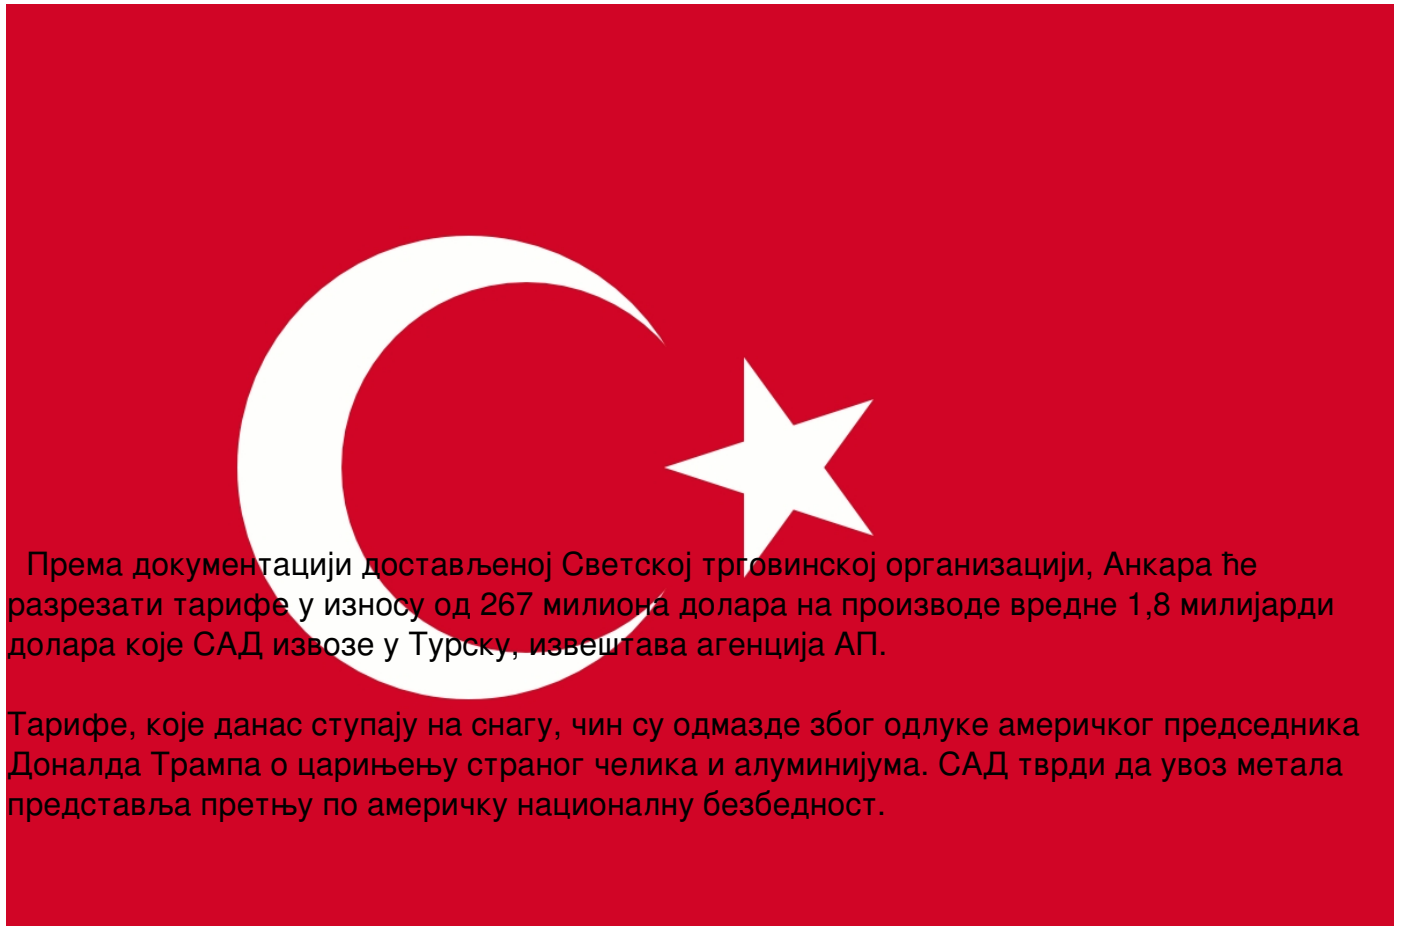 Према документацији достављеној Светској трговинској организацији, Анкара ће
разрезати тарифе у износу од 267 милиона долара на производе вредне 1,8 милијарди
долара које САД извозе у Турску, извештава агенција АП.
Тарифе, које данас ступају на снагу, чин су одмазде због одлуке америчког председника
Доналда Трампа о царињењу страног челика и алуминијума. САД тврди да увоз метала
представља претњу по америчку националну безбедност.